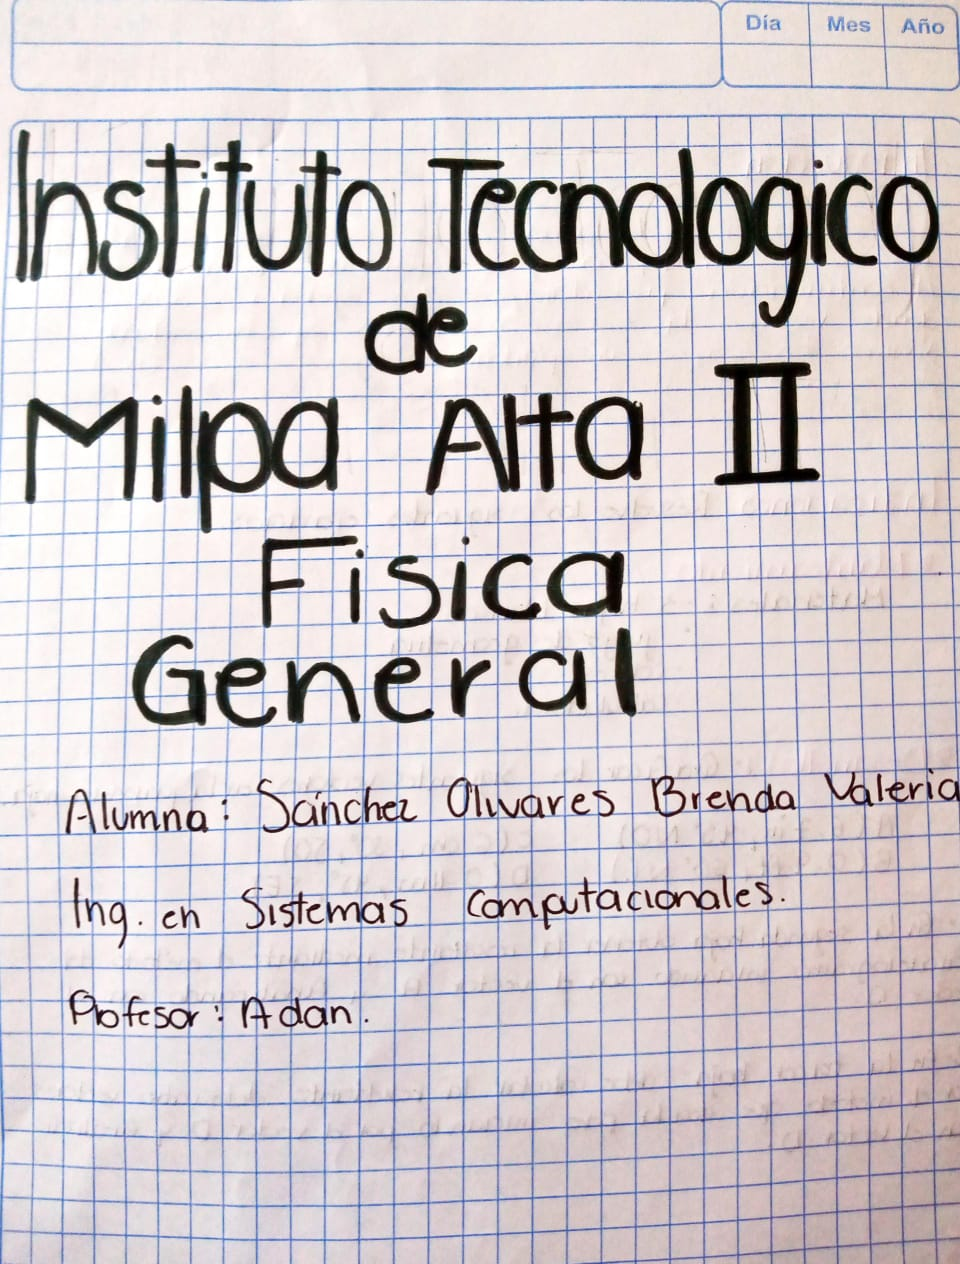 Día Mes Año
Instituto Tecnologico
de
Milpa Alta II
Fisica
General
Alumna: Sánchez Olivares Brenda Valeria
Ing. en Sistemas Computacionales.
Profesor: Adan.